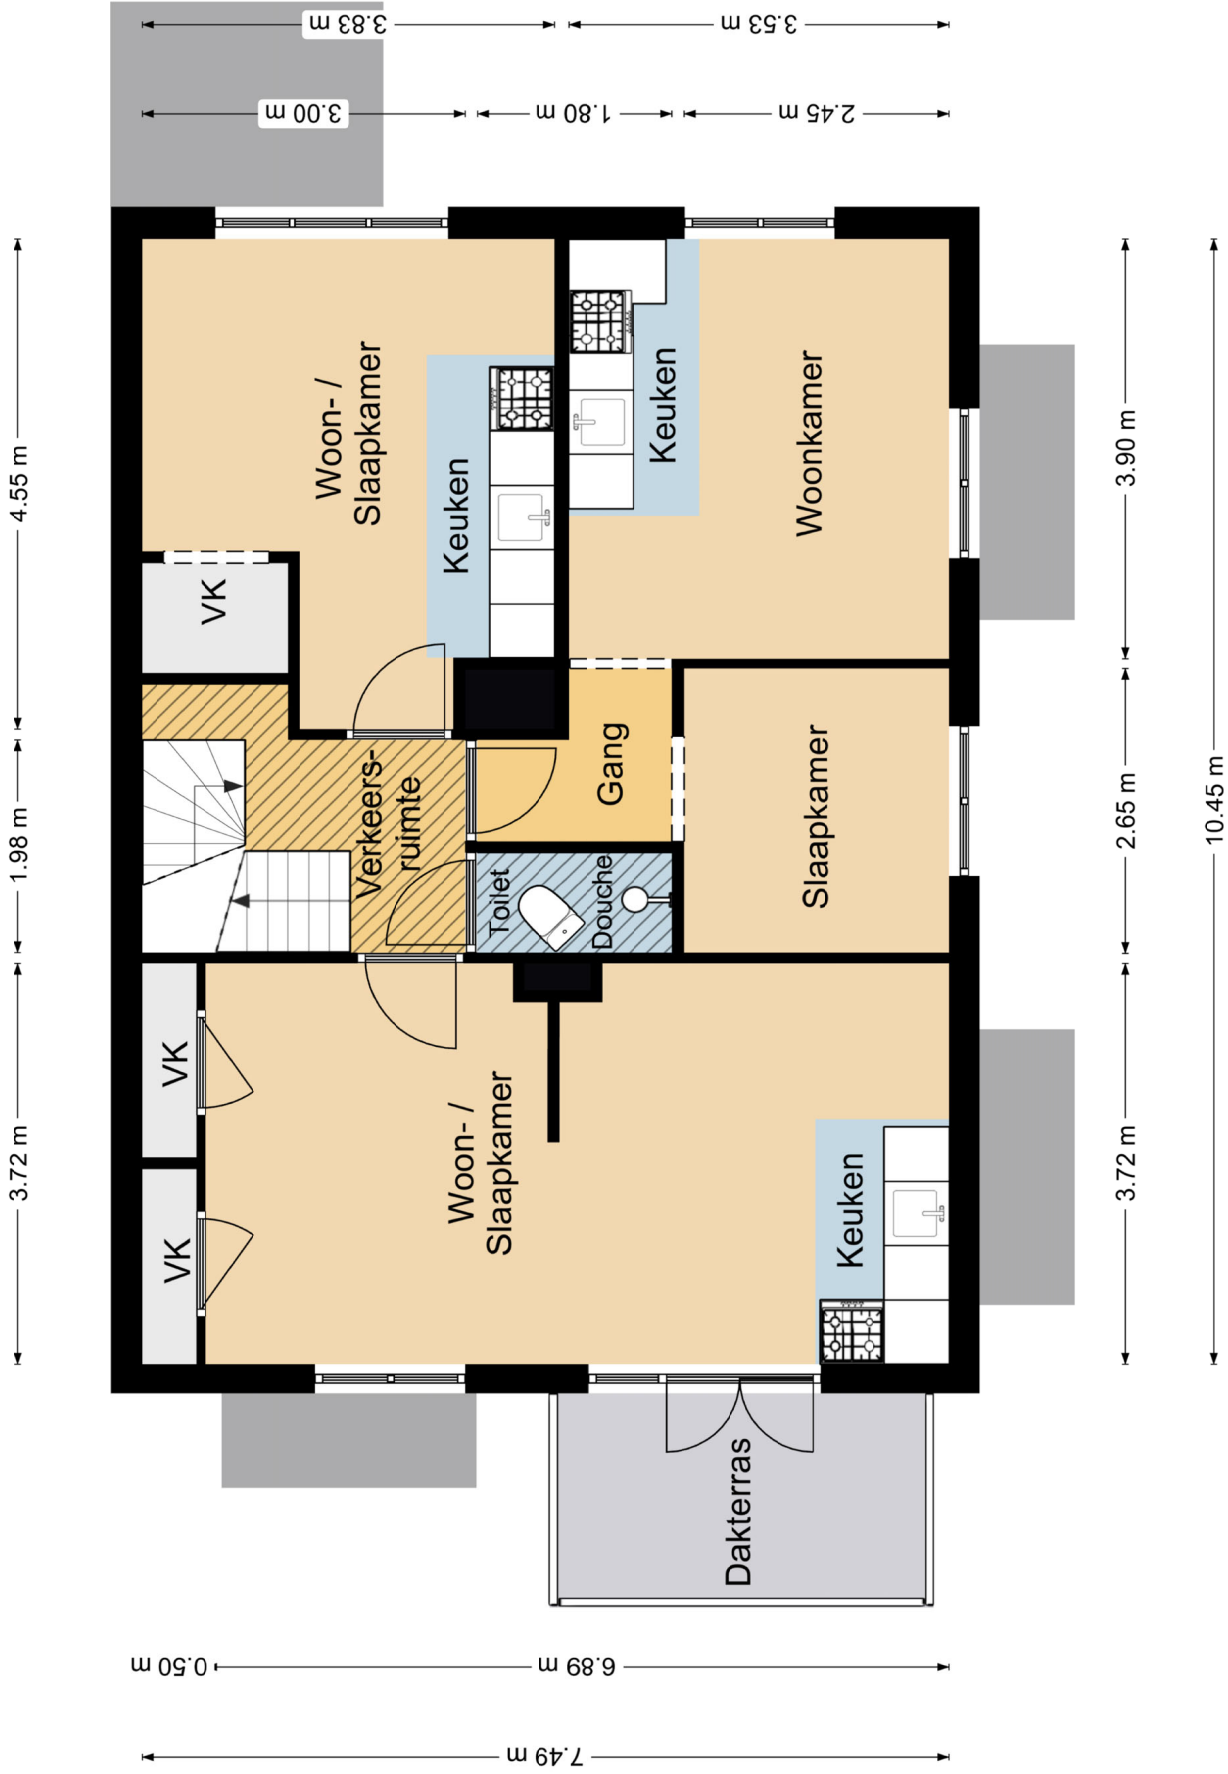 3.83 m
3.53 m
3.00 m
1.80 m
2.45 m
4.55 m
1.98 m
3.72 m
3.90 m
2.65 m
3.72 m
10.45 m
Woon- /
Slaapkamer
Keuken
Keuken
Woonkamer
VK
Verkeers-
ruimte
Gang
Slaapkamer
Toilet
Douche
VK
VK
Woon- /
Slaapkamer
Keuken
Dakterras
0.50 m
6.89 m
7.49 m